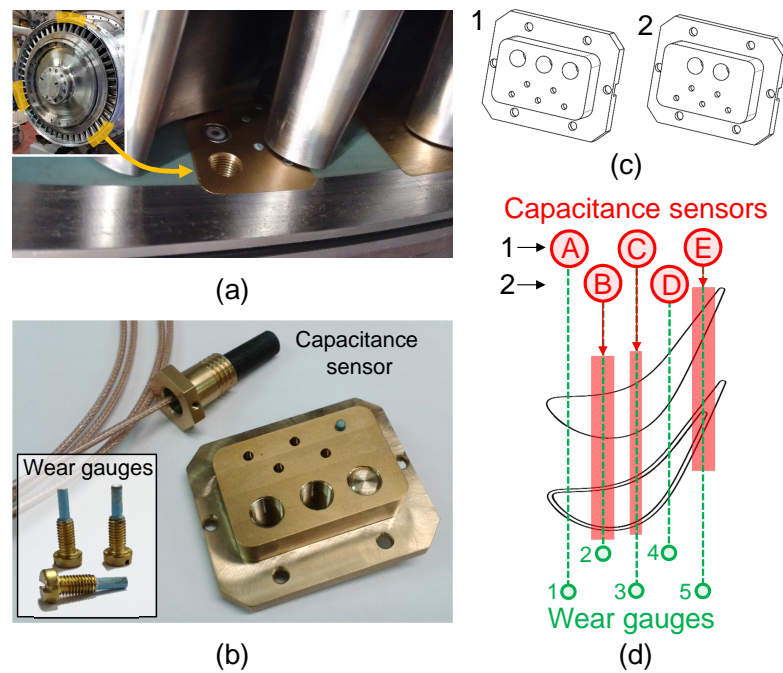 (a)
Capacitance
sensor
Wear gauges
(b)
1
2
(c)
Capacitance sensors
1
A
C
E
2
B
D
2
4
1
3
5
Wear gauges
(d)